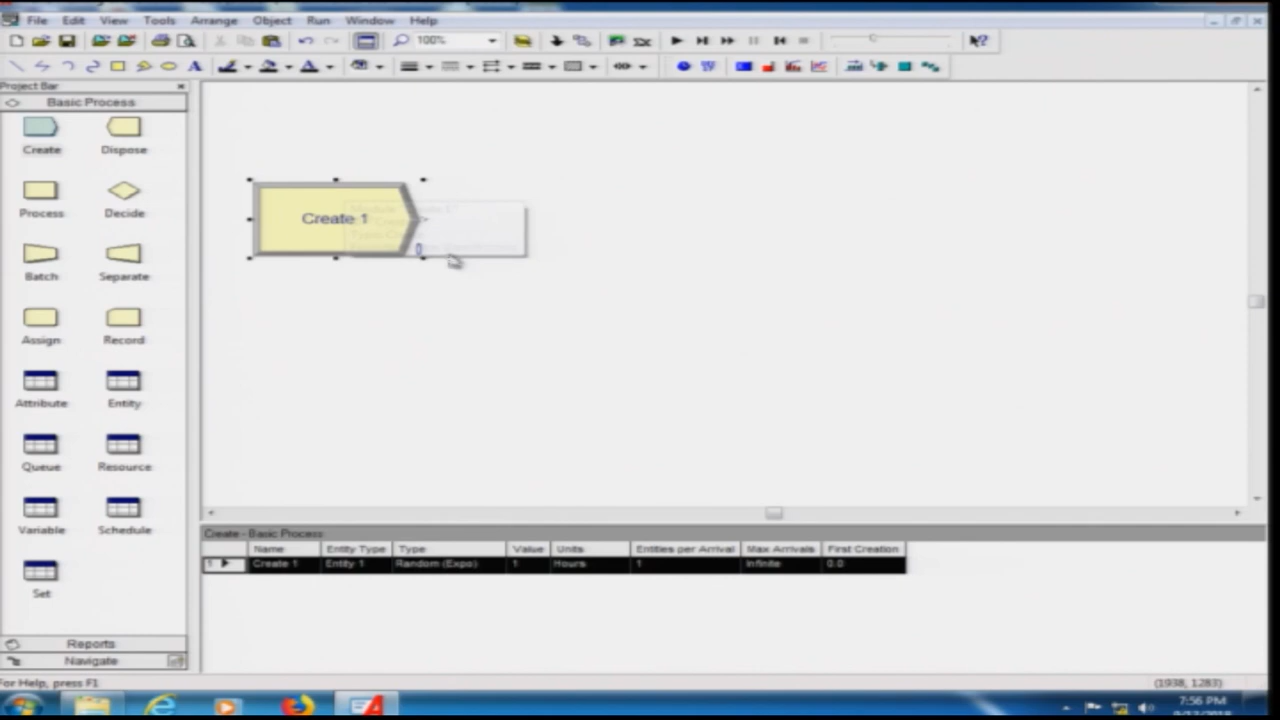 File Edit View Tools Arrange Object Run Window Help
100%
Project Bar
Basic Process
Create Dispose
Process Decide
Batch Separate
Assign Record
Attribute Entity
Queue Resource
Variable Schedule
Set
Reports
Navigate
Create 1
Create - Basic Process
Name Entity Type Type Value Units Entities per Arrival Max Arrivals First Creation
1 Create 1 Entity 1 Random (Expo) 1 Hours 1 Infinite 0.0
For Help, press F1
(1938, 1283)
7:56 PM